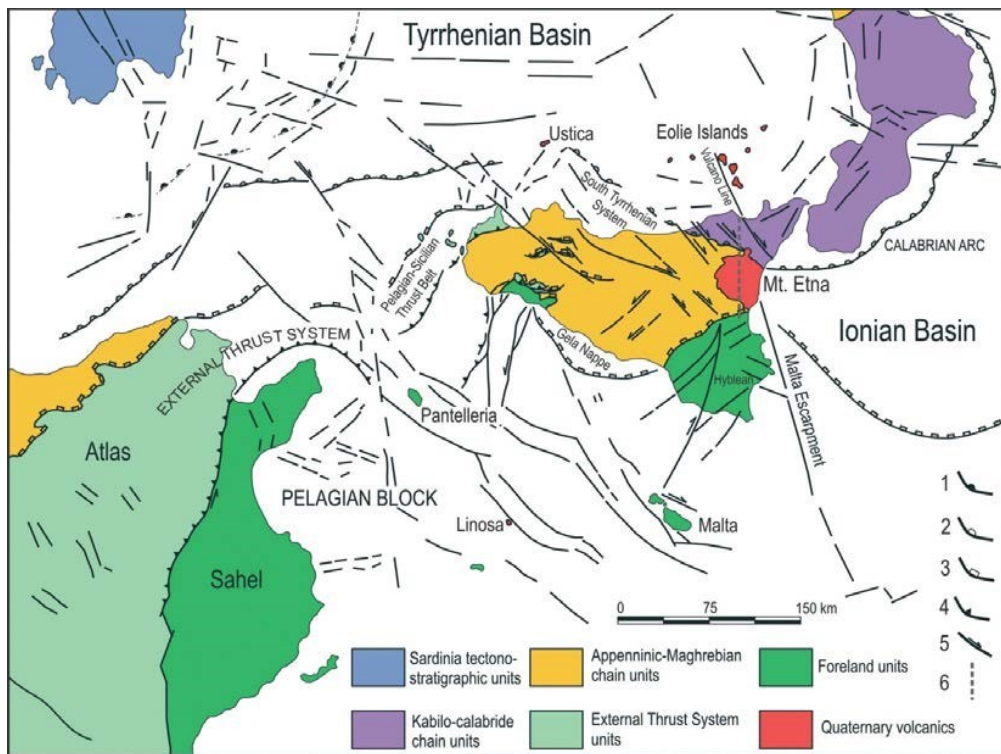 Tyrrhenian Basin
Ustica
Eolie Islands
Vulcano Line
South Tyrrhenian
System
CALABRIAN ARC
Pelagian-Sicilian
Thrust Belt
Mt. Etna
Ionian Basin
EXTERNAL THRUST SYSTEM
Gela Nappe
Hyblean
Malta Escarpment
Pantelleria
Atlas
PELAGIAN BLOCK
Linosa
Malta
Sahel
1
2
3
4
5
6
0 75 150 km
Sardinia tectono-
stratigraphic units
Appenninic-Maghrebian
chain units
Foreland units
Kabilo-calabride
chain units
External Thrust System
units
Quaternary volcanics